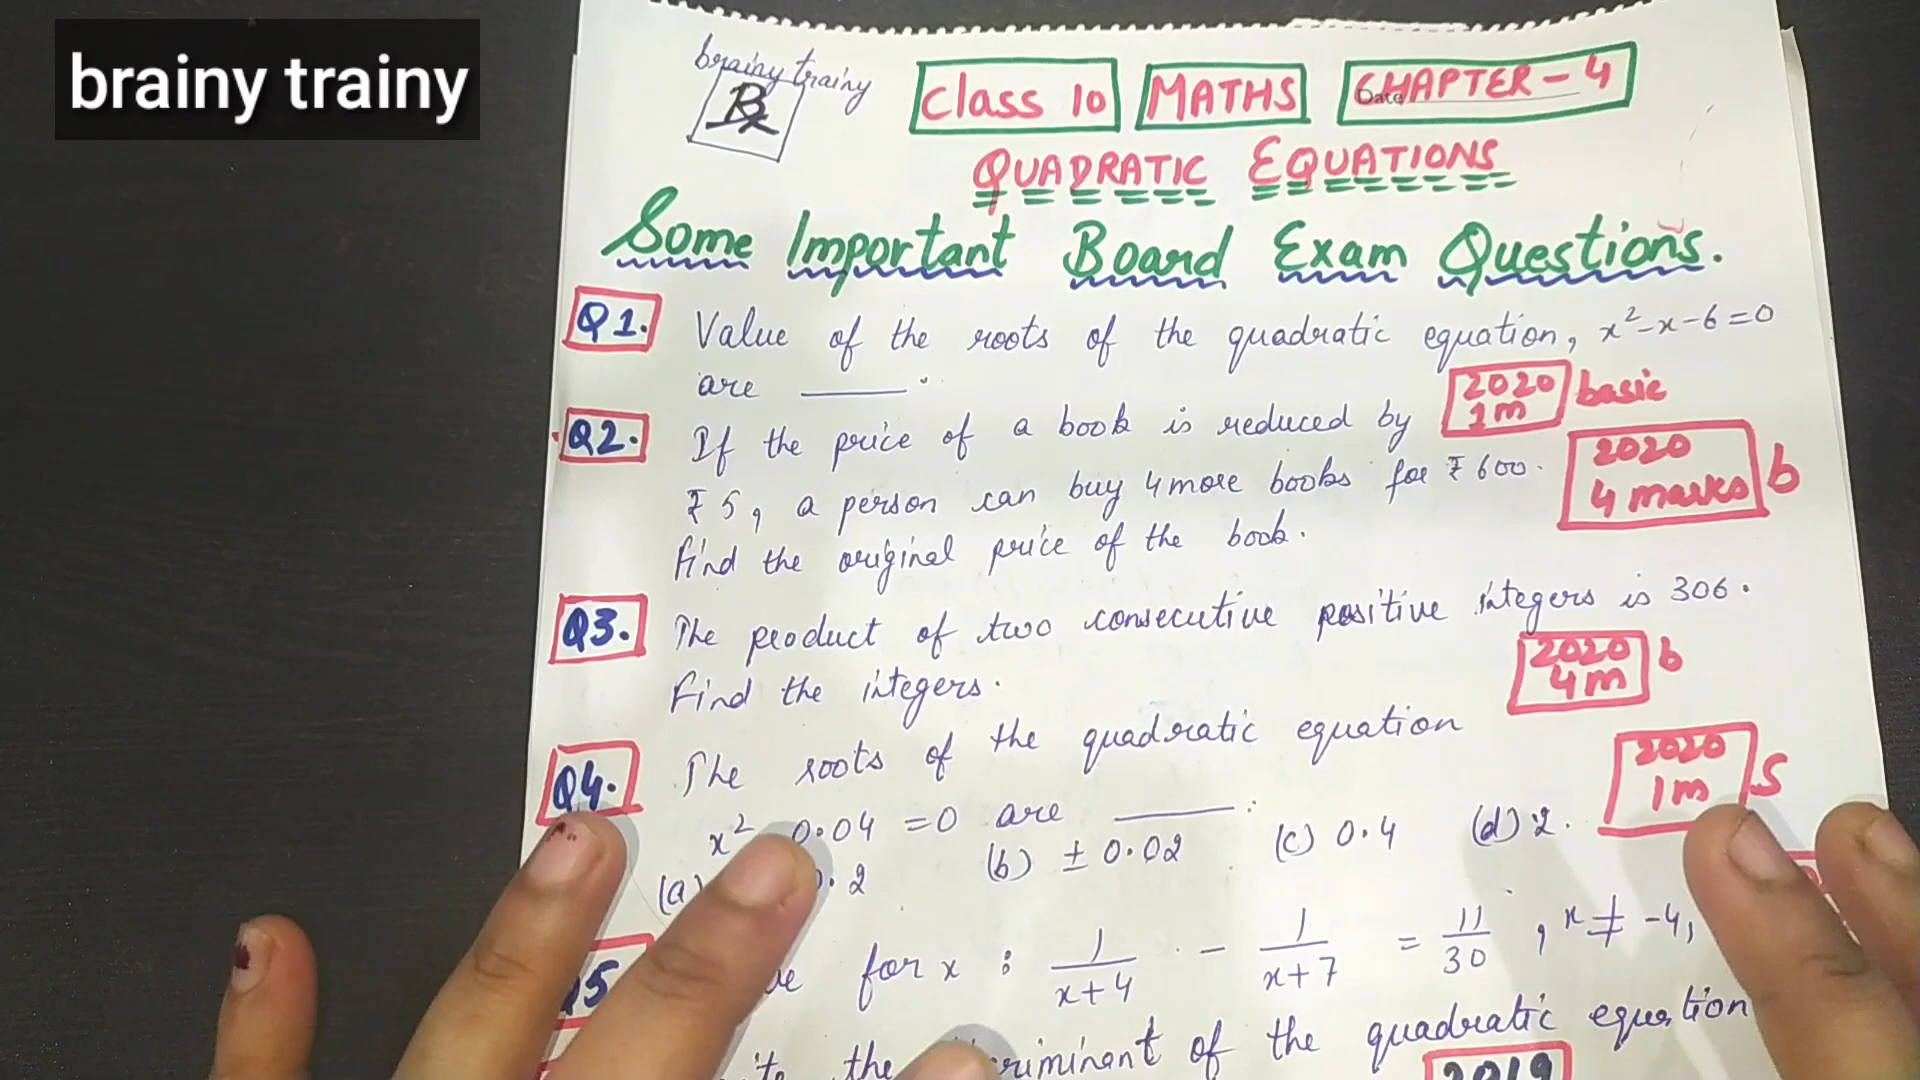 brainy trainy
brainy trainy
Class 10 MATHS CHAPTER-4
Date
QUADRATIC EQUATIONS
Some Important Board Exam Questions.
Q1. Value of the roots of the quadratic equation, x²-x-6=0
are ____.
2020 1m basic
Q2. If the price of a book is reduced by
₹5, a person can buy 4 more books for ₹600.
Find the original price of the book.
2020 4 marks b
Q3. The product of two consecutive positive integers is 306.
Find the integers.
2020 4m b
Q4. The roots of the quadratic equation
x² 0.04 =0 are ____.
2020 1m S
(a) .2 (b) ± 0.02 (c) 0.4 (d) 2.
5 for x : 1/(x+4) - 1/(x+7) = 11/30, x ≠ -4,
the of the quadratic equation
2019